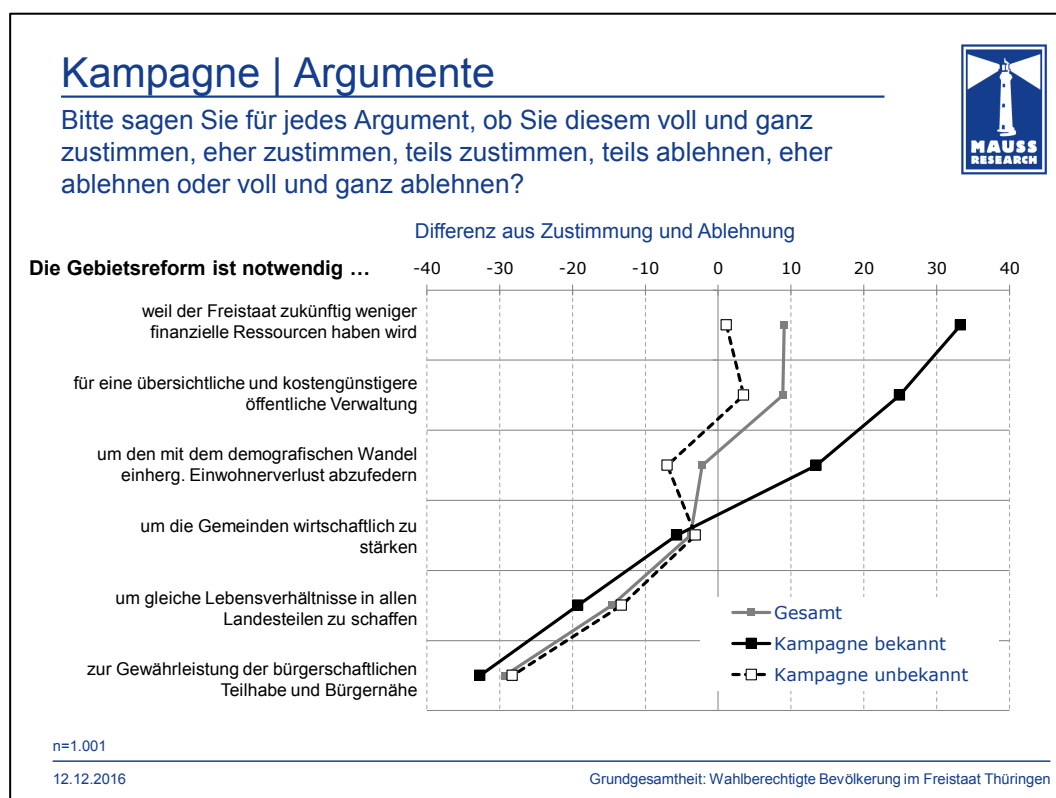 Kampagne | Argumente
Bitte sagen Sie für jedes Argument, ob Sie diesem voll und ganz
zustimmen, eher zustimmen, teils zustimmen, teils ablehnen, eher
ablehnen oder voll und ganz ablehnen?
MAUSS
RESEARCH
Differenz aus Zustimmung und Ablehnung
Die Gebietsreform ist notwendig …
-40 -30 -20 -10 0 10 20 30 40
weil der Freistaat zukünftig weniger
finanzielle Ressourcen haben wird
für eine übersichtliche und kostengünstigere
öffentliche Verwaltung
um den mit dem demografischen Wandel
einherg. Einwohnerverlust abzufedern
um die Gemeinden wirtschaftlich zu
stärken
um gleiche Lebensverhältnisse in allen
Landesteilen zu schaffen
zur Gewährleistung der bürgerschaftlichen
Teilhabe und Bürgernähe
Gesamt
Kampagne bekannt
Kampagne unbekannt
n=1.001
12.12.2016
Grundgesamtheit: Wahlberechtigte Bevölkerung im Freistaat Thüringen